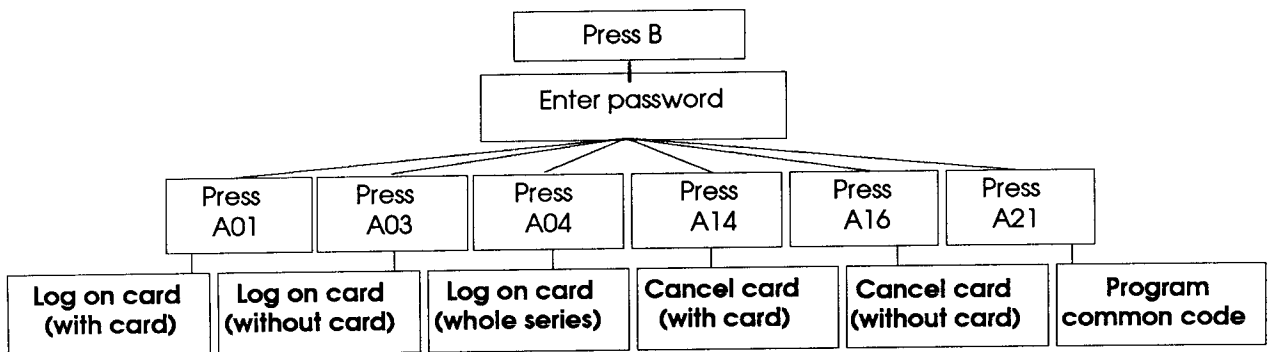 Press B
Enter password
Press
A01
Press
A03
Press
A04
Press
A14
Press
A16
Press
A21
Log on card
(with card)
Log on card
(without card)
Log on card
(whole series)
Cancel card
(with card)
Cancel card
(without card)
Program
common code